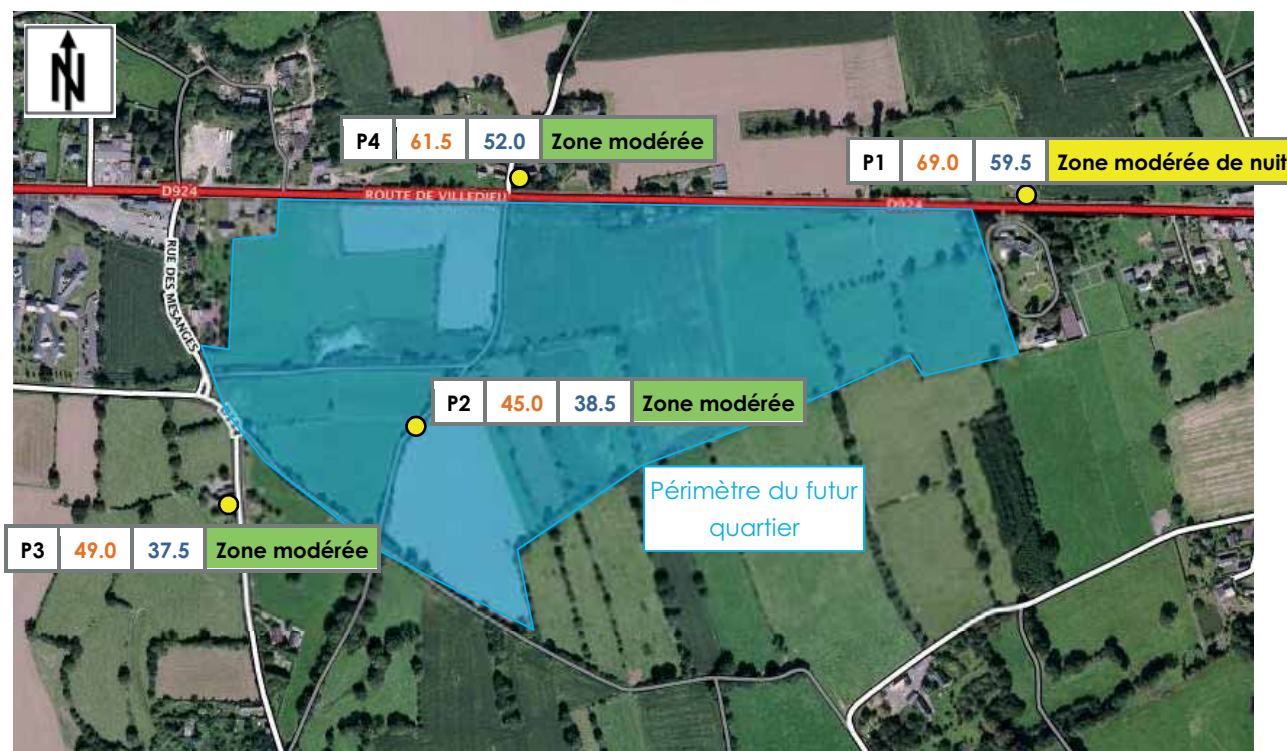 N
P4 61.5 52.0 Zone modérée
P1 69.0 59.5 Zone modérée de nuit
D924
ROUTE DE VILLEDIEU
D924
RUE DES MESANGES
P2 45.0 38.5 Zone modérée
Périmètre du futur
quartier
P3 49.0 37.5 Zone modérée